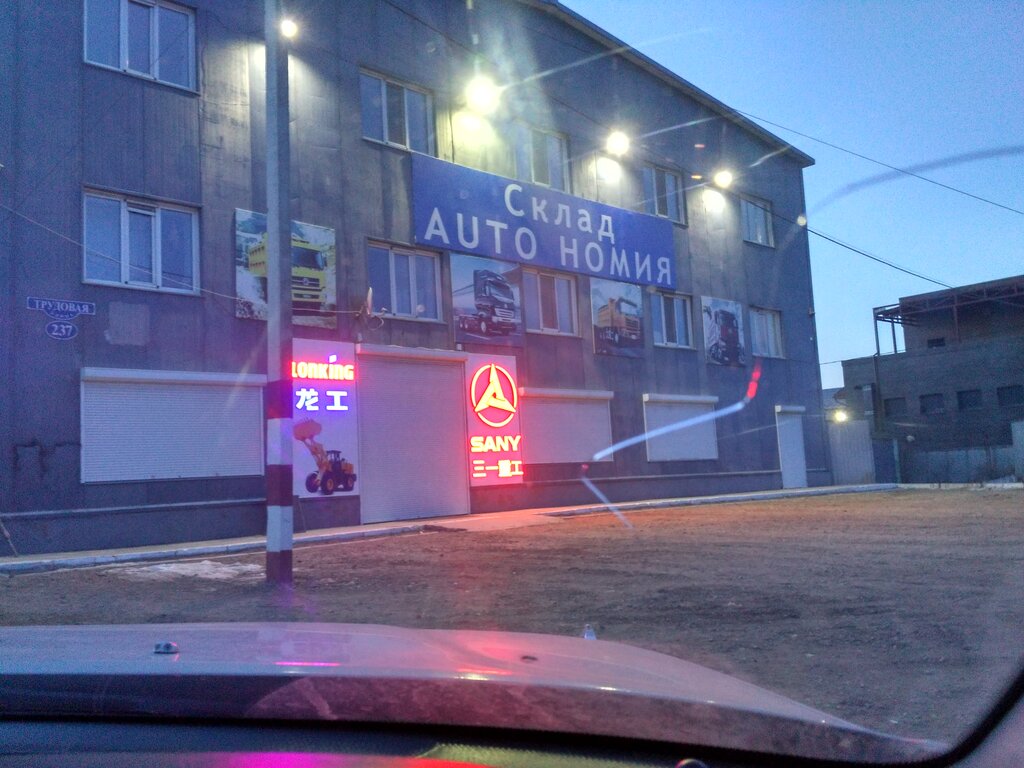 Склад
AUTO НОМИЯ
ТРУДОВАЯ
237
LONKING
龙工
SANY
三一重工